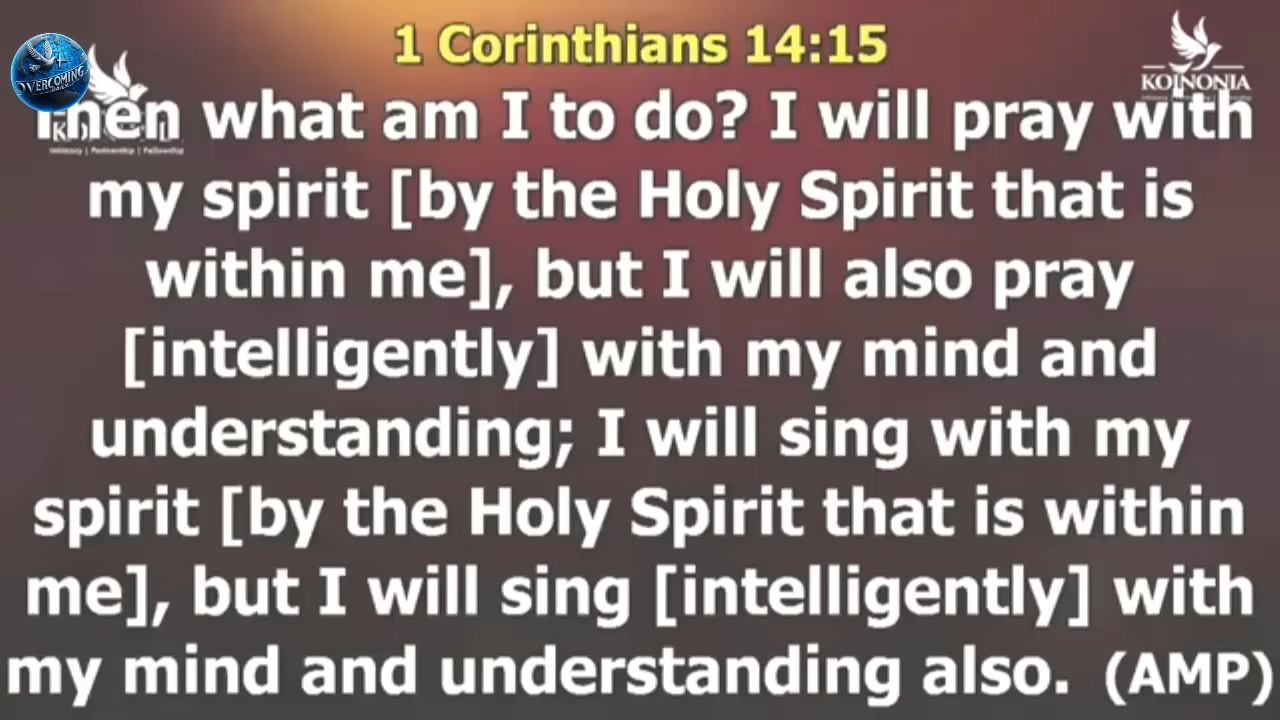 1 Corinthians 14:15
OVERCOMING
KOINONIA
Then what am I to do? I will pray with
Intimacy | Partnership | Fellowship
my spirit [by the Holy Spirit that is
within me], but I will also pray
[intelligently] with my mind and
understanding; I will sing with my
spirit [by the Holy Spirit that is within
me], but I will sing [intelligently] with
my mind and understanding also. (AMP)